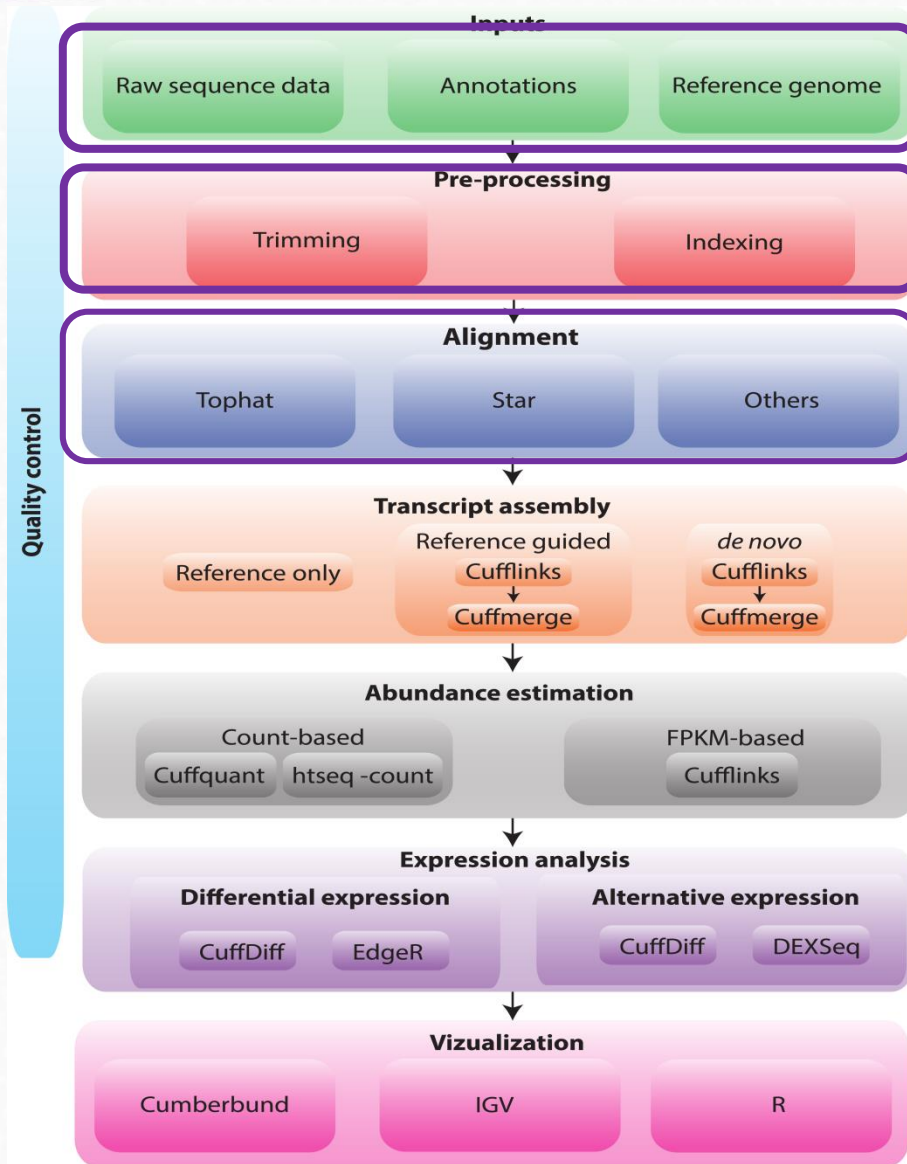 Inputs
Raw sequence data
Annotations
Reference genome
Pre-processing
Trimming
Indexing
Alignment
Tophat
Star
Others
Quality control
Transcript assembly
Reference only
Reference guided
Cufflinks
Cuffmerge
de novo
Cufflinks
Cuffmerge
Abundance estimation
Count-based
Cuffquant
htseq -count
FPKM-based
Cufflinks
Expression analysis
Differential expression
CuffDiff
EdgeR
Alternative expression
CuffDiff
DEXSeq
Vizualization
Cumberbund
IGV
R